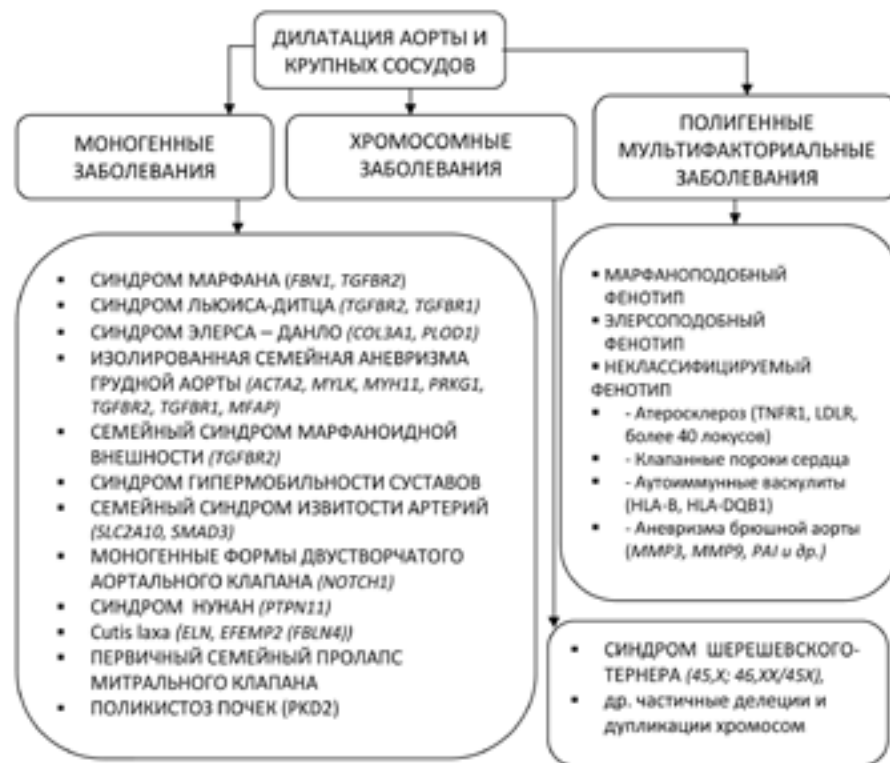 ДИЛАТАЦИЯ АОРТЫ И
КРУПНЫХ СОСУДОВ
МОНОГЕННЫЕ
ЗАБОЛЕВАНИЯ
ХРОМОСОМНЫЕ
ЗАБОЛЕВАНИЯ
ПОЛИГЕННЫЕ
МУЛЬТИФАКТОРИАЛЬНЫЕ
ЗАБОЛЕВАНИЯ
▪ СИНДРОМ МАРФАНА (FBN1, TGFBR2)
▪ СИНДРОМ ЛЬЮИСА-ДИТЦА (TGFBR2, TGFBR1)
▪ СИНДРОМ ЭЛЕРСА – ДАНЛО (COL3A1, PLOD1)
▪ ИЗОЛИРОВАННАЯ СЕМЕЙНАЯ АНЕВРИЗМА
ГРУДНОЙ АОРТЫ (ACTA2, MYLK, MYH11, PRKG1,
TGFBR2, TGFBR1, MFAP)
▪ СЕМЕЙНЫЙ СИНДРОМ МАРФАНОИДНОЙ
ВНЕШНОСТИ (TGFBR2)
▪ СИНДРОМ ГИПЕРМОБИЛЬНОСТИ СУСТАВОВ
▪ СЕМЕЙНЫЙ СИНДРОМ ИЗВИТОСТИ АРТЕРИЙ
(SLC2A10, SMAD3)
▪ МОНОГЕННЫЕ ФОРМЫ ДВУСТВОРЧАТОГО
АОРТАЛЬНОГО КЛАПАНА (NOTCH1)
▪ СИНДРОМ НУНАН (PTPN11)
▪ Cutis laxa (ELN, EFEMP2 (FBLN4))
▪ ПЕРВИЧНЫЙ СЕМЕЙНЫЙ ПРОЛАПС
МИТРАЛЬНОГО КЛАПАНА
▪ ПОЛИКИСТОЗ ПОЧЕК (PKD2)
▪ МАРФАНОПОДОБНЫЙ
ФЕНОТИП
▪ ЭЛЕРСОПОДОБНЫЙ
ФЕНОТИП
▪ НЕКЛАССИФИЦИРУЕМЫЙ
ФЕНОТИП
▪ - Атеросклероз (TNFR1, LDLR,
более 40 локусов)
▪ - Клапанные пороки сердца
▪ - Аутоиммунные васкулиты
(HLA-B, HLA-DQB1)
▪ - Аневризма брюшной аорты
(MMP3, MMP9, PAI и др.)
▪ СИНДРОМ ШЕРЕШЕВСКОГО-
ТЕРНЕРА (45,X; 46,XX/45X),
▪ др. частичные делеции и
дупликации хромосом